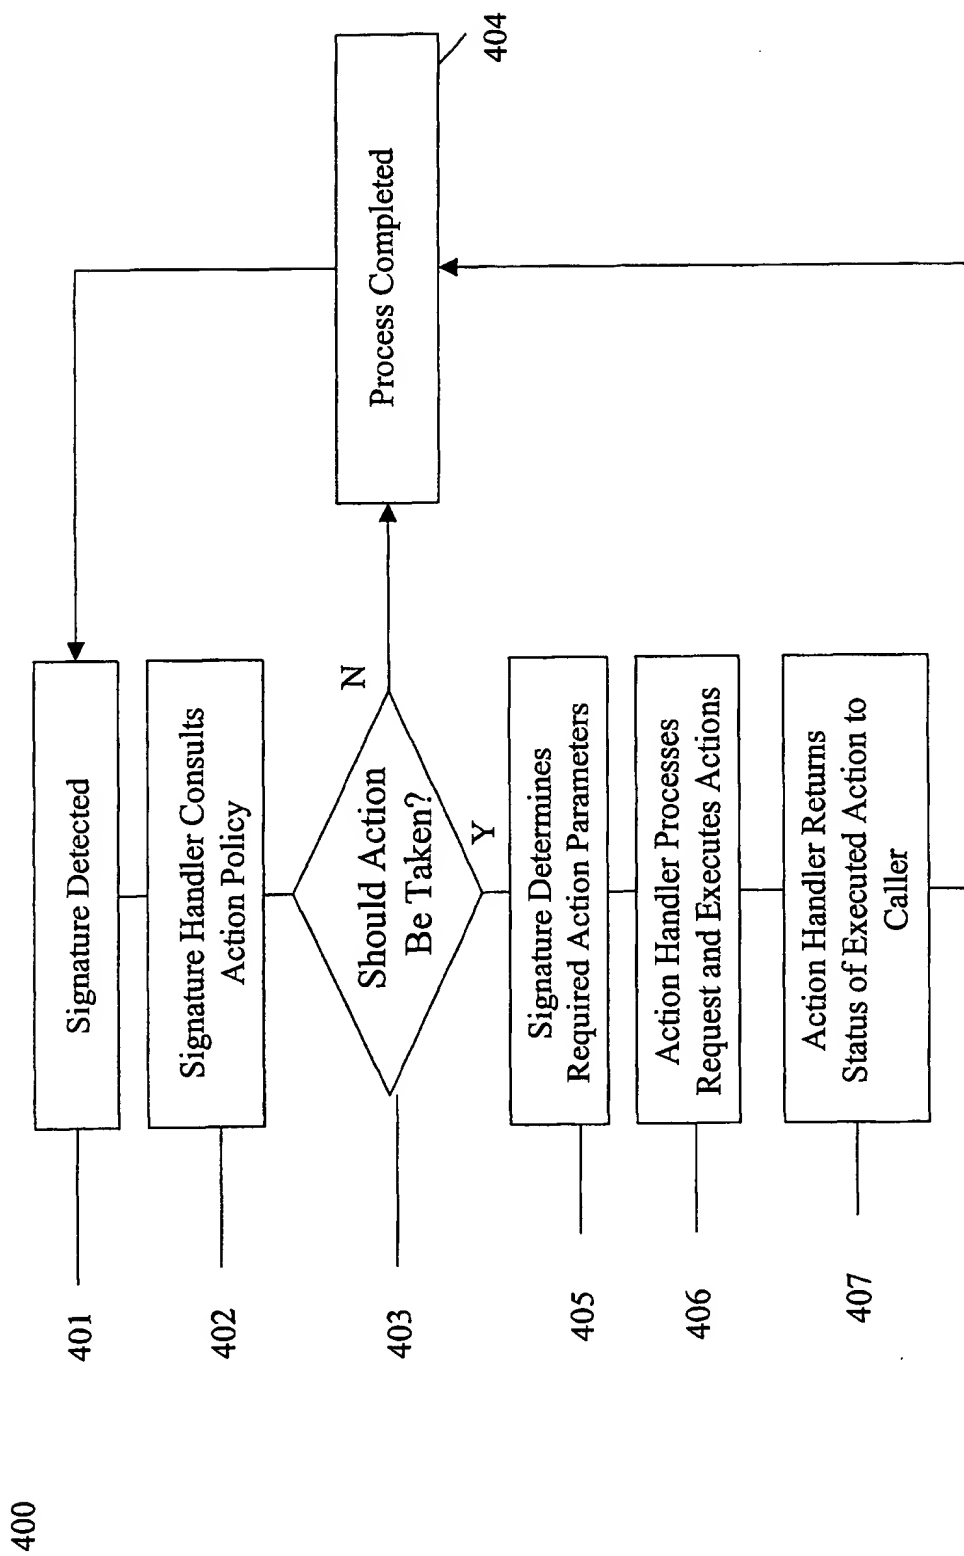 400
401
Signature Detected
402
Signature Handler Consults
Action Policy
403
Should Action
Be Taken?
N
Y
Process Completed
404
405
Signature Determines
Required Action Parameters
406
Action Handler Processes
Request and Executes Actions
407
Action Handler Returns
Status of Executed Action to
Caller